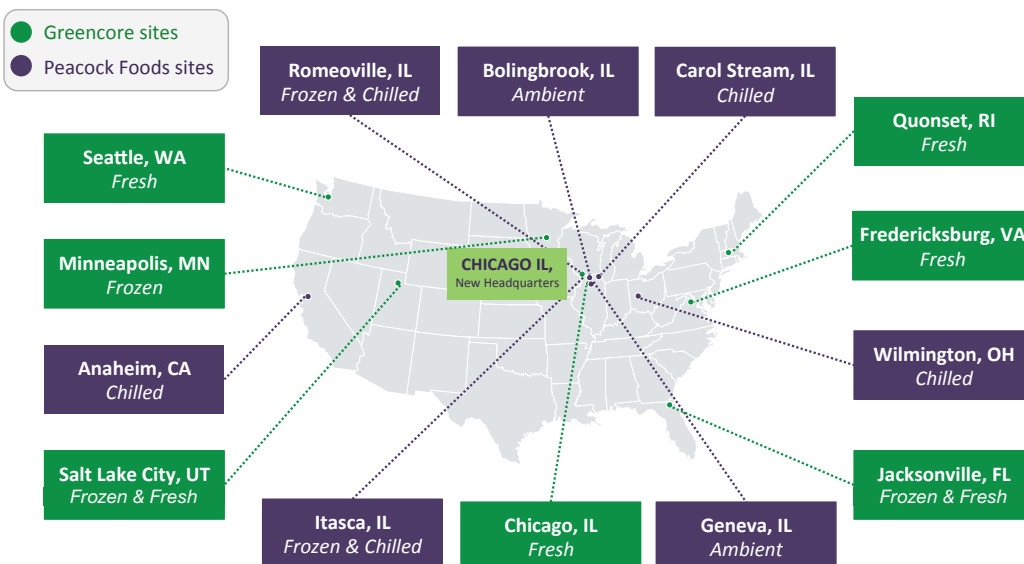 Greencore sites
Peacock Foods sites
Romeoville, IL
Frozen & Chilled
Bolingbrook, IL
Ambient
Carol Stream, IL
Chilled
Quonset, RI
Fresh
Seattle, WA
Fresh
Fredericksburg, VA
Fresh
Minneapolis, MN
Frozen
CHICAGO IL,
New Headquarters
Anaheim, CA
Chilled
Wilmington, OH
Chilled
Salt Lake City, UT
Frozen & Fresh
Jacksonville, FL
Frozen & Fresh
Itasca, IL
Frozen & Chilled
Chicago, IL
Fresh
Geneva, IL
Ambient